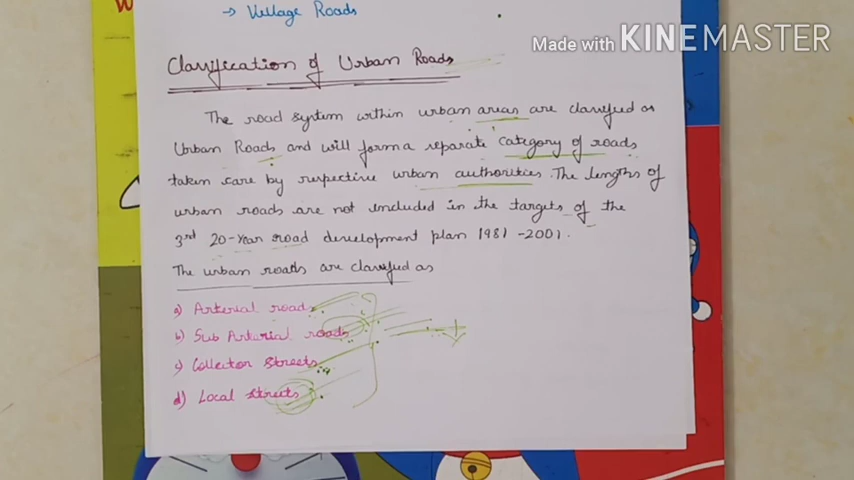 → Village Roads
Made with KINEMASTER
Classification of Urban Roads
The road system within urban areas are classified as
Urban Roads and will form a separate category of roads
taken care by respective urban authorities. The lengths of
urban roads are not included in the targets of the
3rd 20-Year road development plan 1981-2001.
The urban roads are classified as
a) Arterial roads
b) Sub Arterial roads
c) Collector Streets
d) Local Streets